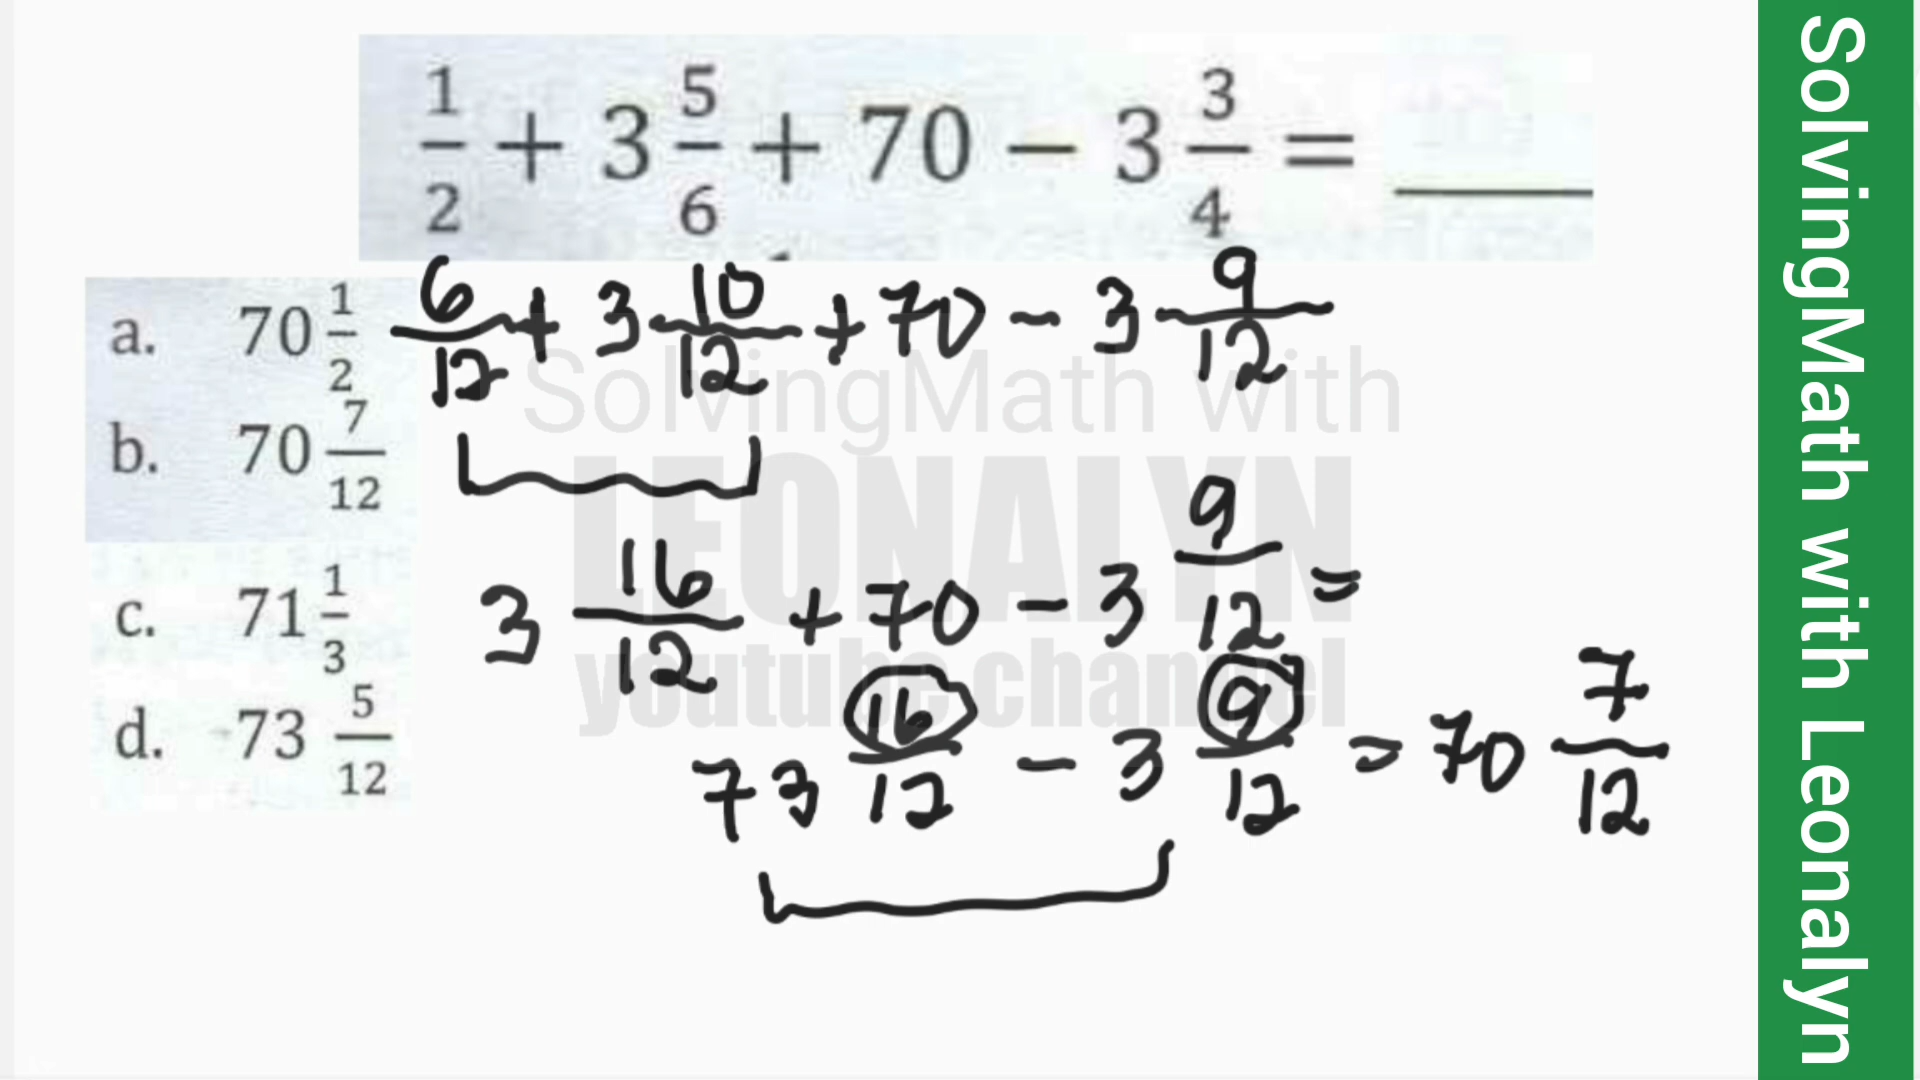 1/2 + 3 5/6 + 70 − 3 3/4 = ____
a. 70 1/2
b. 70 7/12
c. 71 1/3
d. 73 5/12
6/12 + 3 10/12 + 70 − 3 9/12
3 16/12 + 70 − 3 9/12 =
73 16/12 − 3 9/12 = 70 7/12
SolvingMath with
LEONALYN
youtube channel
SolvingMath with Leonalyn